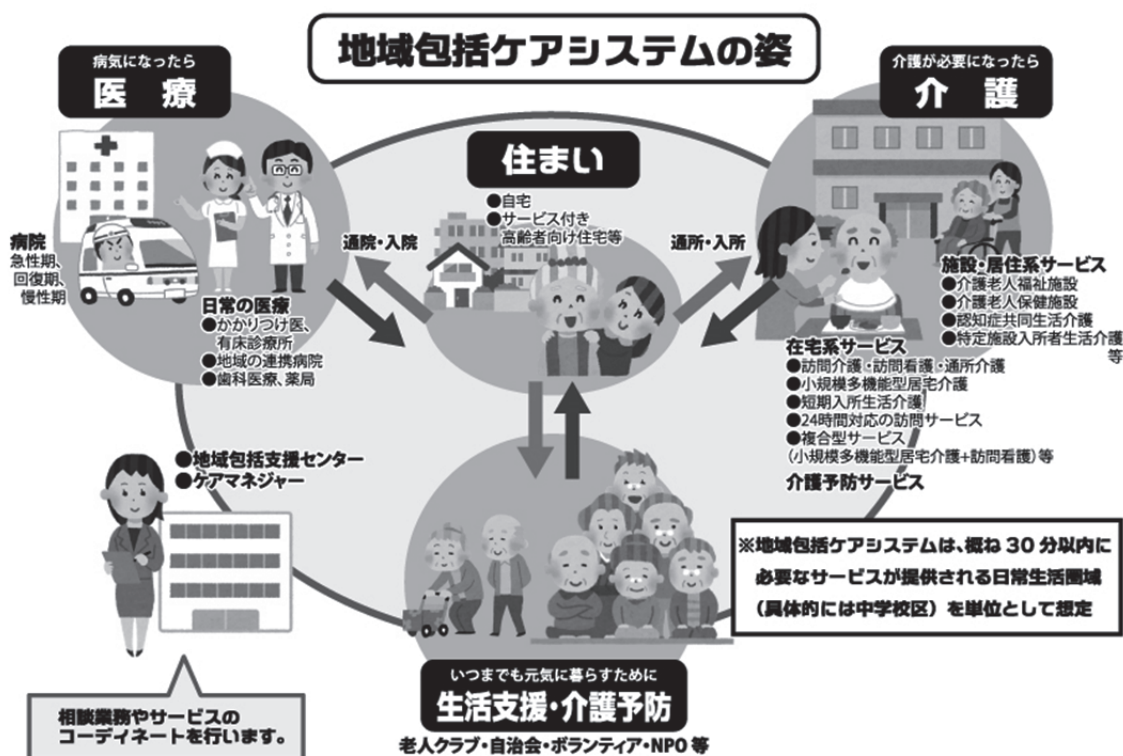 地域包括ケアシステムの姿
病気になったら
医療
病院
急性期、
回復期、
慢性期
日常の医療
●かかりつけ医、
有床診療所
●地域の連携病院
●歯科医療、薬局
通院・入院
住まい
●自宅
●サービス付き
高齢者向け住宅等
通所・入所
介護が必要になったら
介護
施設・居住系サービス
●介護老人福祉施設
●介護老人保健施設
●認知症共同生活介護
●特定施設入所者生活介護
等
在宅系サービス
●訪問介護・訪問看護・通所介護
●小規模多機能型居宅介護
●短期入所生活介護
●24時間対応の訪問サービス
●複合型サービス
(小規模多機能型居宅介護+訪問看護)等
介護予防サービス
●地域包括支援センター
●ケアマネジャー
相談業務やサービスの
コーディネートを行います。
いつまでも元気に暮らすために
生活支援・介護予防
老人クラブ・自治会・ボランティア・NPO 等
※地域包括ケアシステムは、概ね 30 分以内に
必要なサービスが提供される日常生活圏域
(具体的には中学校区)を単位として想定